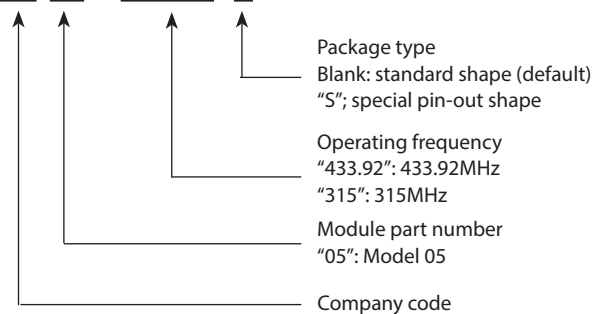 Package type
Blank: standard shape (default)
“S”; special pin-out shape
Operating frequency
“433.92”: 433.92MHz
“315”: 315MHz
Module part number
“05”: Model 05
Company code